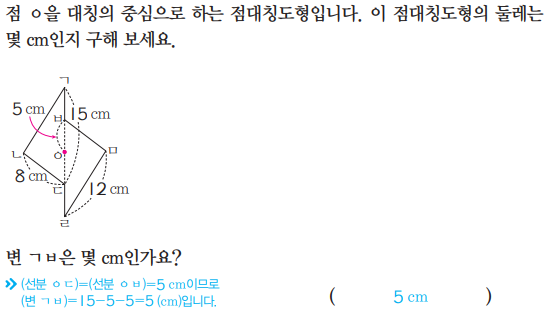 점 ㅇ을 대칭의 중심으로 하는 점대칭도형입니다. 이 점대칭도형의 둘레는
몇 cm인지 구해 보세요.
ㄱ
5 cm
ㅂ
15 cm
ㄴ
ㅇ
ㅁ
8 cm
ㄷ
12 cm
ㄹ
변 ㄱㅂ은 몇 cm인가요?
≫ (선분 ㅇㄷ)=(선분 ㅇㅂ)=5 cm이므로
(변 ㄱㅂ)=15-5-5=5 (cm)입니다.
( 5 cm )